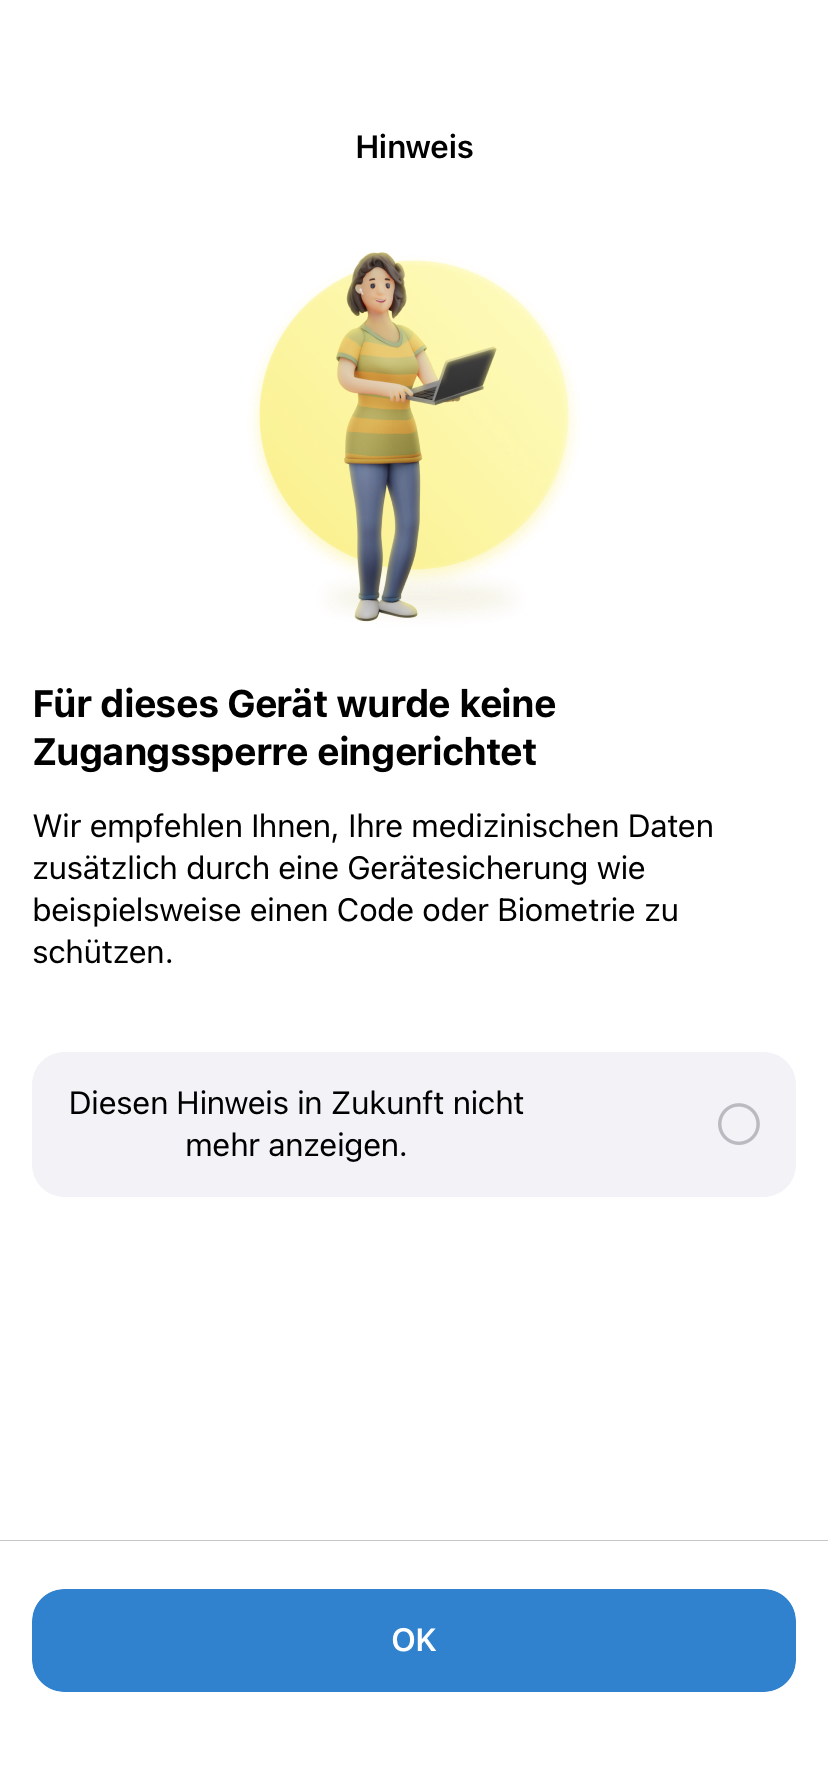 Hinweis
Für dieses Gerät wurde keine
Zugangssperre eingerichtet
Wir empfehlen Ihnen, Ihre medizinischen Daten
zusätzlich durch eine Gerätesicherung wie
beispielsweise einen Code oder Biometrie zu
schützen.
Diesen Hinweis in Zukunft nicht
mehr anzeigen.
OK